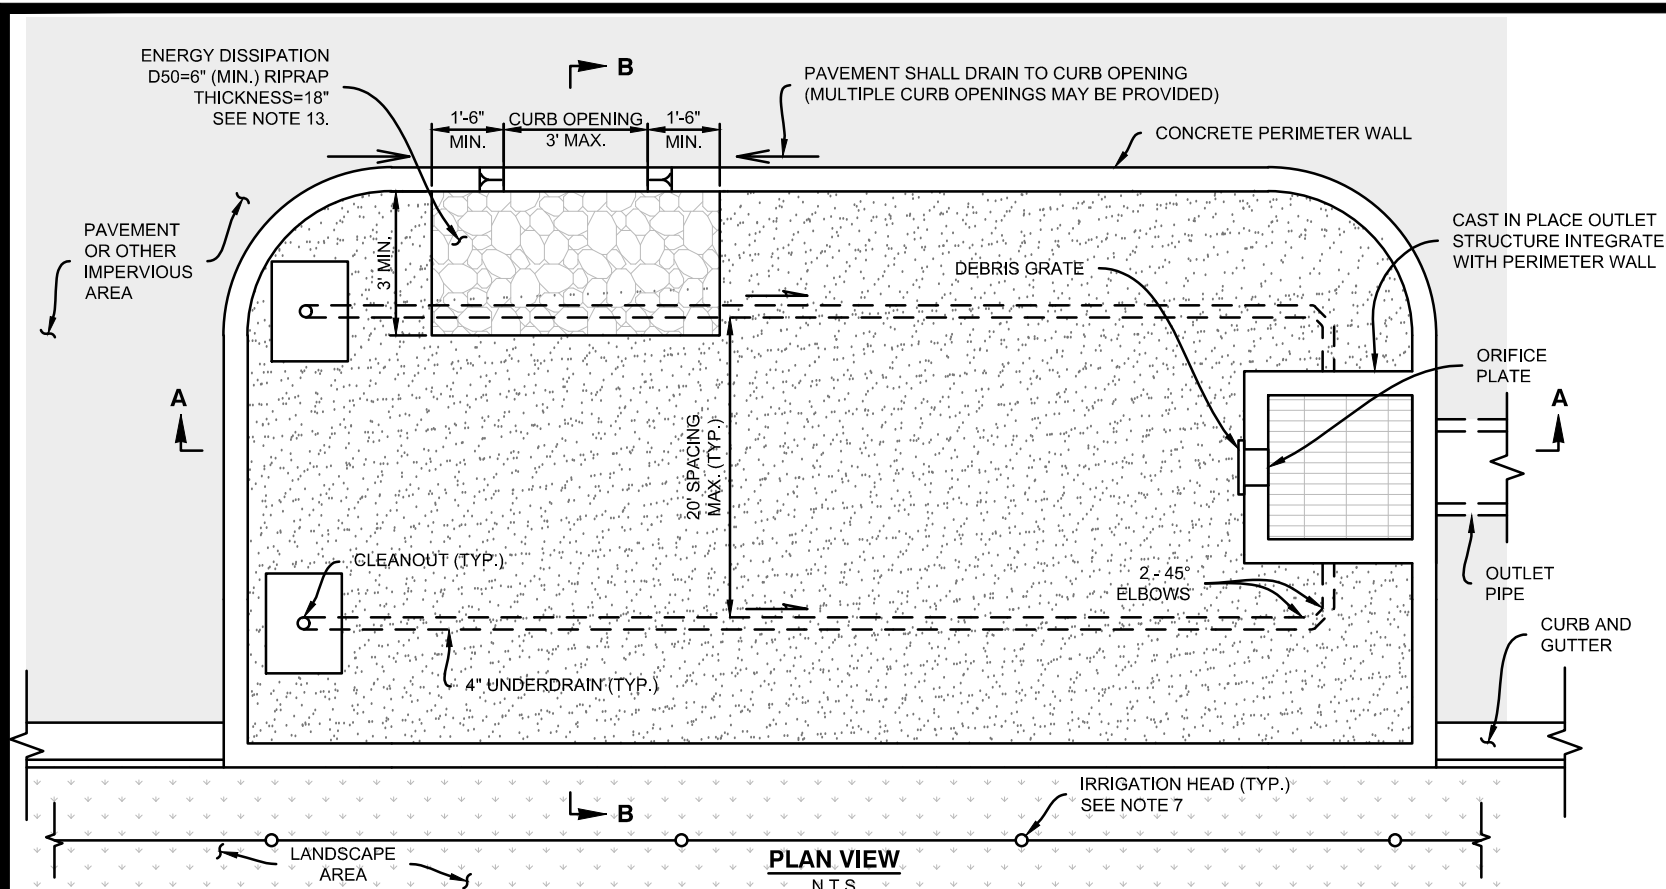 ENERGY DISSIPATION
D50=6" (MIN.) RIPRAP
THICKNESS=18"
SEE NOTE 13.
B
PAVEMENT SHALL DRAIN TO CURB OPENING
(MULTIPLE CURB OPENINGS MAY BE PROVIDED)
1'-6"
MIN.
CURB OPENING
3' MAX.
1'-6"
MIN.
CONCRETE PERIMETER WALL
PAVEMENT
OR OTHER
IMPERVIOUS
AREA
3' MIN.
DEBRIS GRATE
CAST IN PLACE OUTLET
STRUCTURE INTEGRATE
WITH PERIMETER WALL
ORIFICE
PLATE
A
A
20' SPACING
MAX. (TYP.)
CLEANOUT (TYP.)
2 - 45°
ELBOWS
OUTLET
PIPE
4" UNDERDRAIN (TYP.)
CURB AND
GUTTER
IRRIGATION HEAD (TYP.)
SEE NOTE 7
B
LANDSCAPE
AREA
PLAN VIEW
N.T.S.